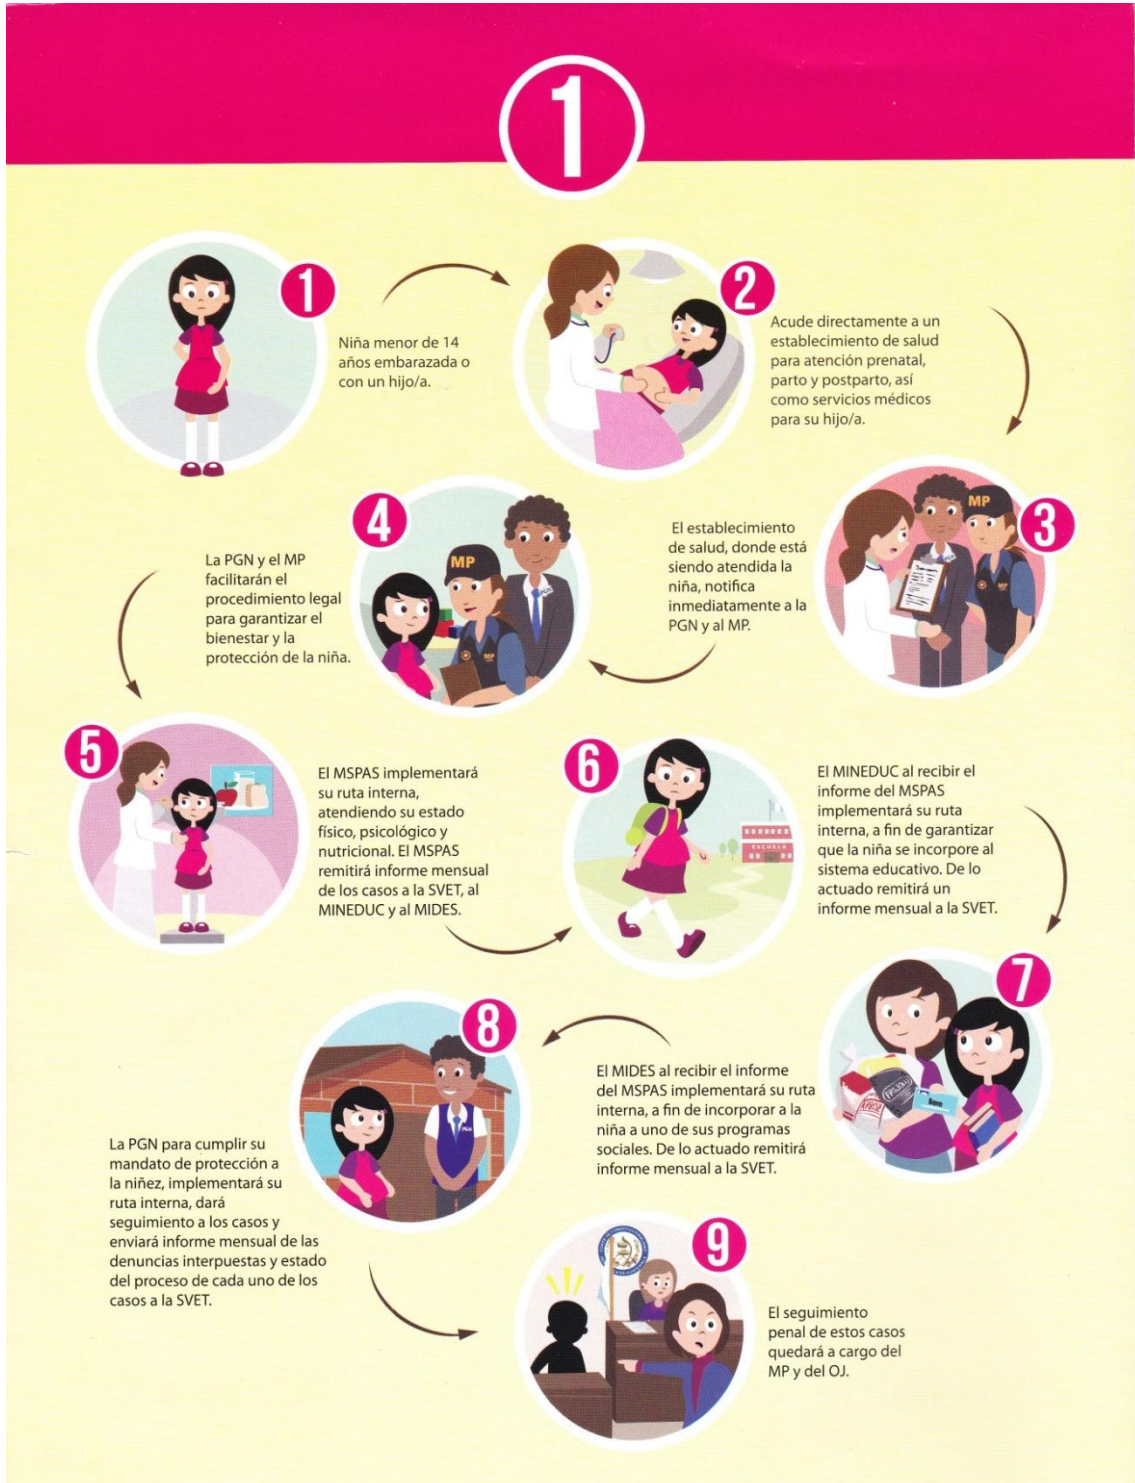 1
1
Niña menor de 14
años embarazada o
con un hijo/a.
2
Acude directamente a un
establecimiento de salud
para atención prenatal,
parto y postparto, así
como servicios médicos
para su hijo/a.
3
MP
El establecimiento
de salud, donde está
siendo atendida la
niña, notifica
inmediatamente a la
PGN y al MP.
4
MP
PGN
MP
La PGN y el MP
facilitarán el
procedimiento legal
para garantizar el
bienestar y la
protección de la niña.
5
El MSPAS implementará
su ruta interna,
atendiendo su estado
físico, psicológico y
nutricional. El MSPAS
remitirá informe mensual
de los casos a la SVET, al
MINEDUC y al MIDES.
6
ESCUELA
El MINEDUC al recibir el
informe del MSPAS
implementará su ruta
interna, a fin de garantizar
que la niña se incorpore al
sistema educativo. De lo
actuado remitirá un
informe mensual a la SVET.
7
FRIJOL
Bono
El MIDES al recibir el informe
del MSPAS implementará su ruta
interna, a fin de incorporar a la
niña a uno de sus programas
sociales. De lo actuado remitirá
informe mensual a la SVET.
8
PGN
La PGN para cumplir su
mandato de protección a
la niñez, implementará su
ruta interna, dará
seguimiento a los casos y
enviará informe mensual de las
denuncias interpuestas y estado
del proceso de cada uno de los
casos a la SVET.
9
El seguimiento
penal de estos casos
quedará a cargo del
MP y del OJ.